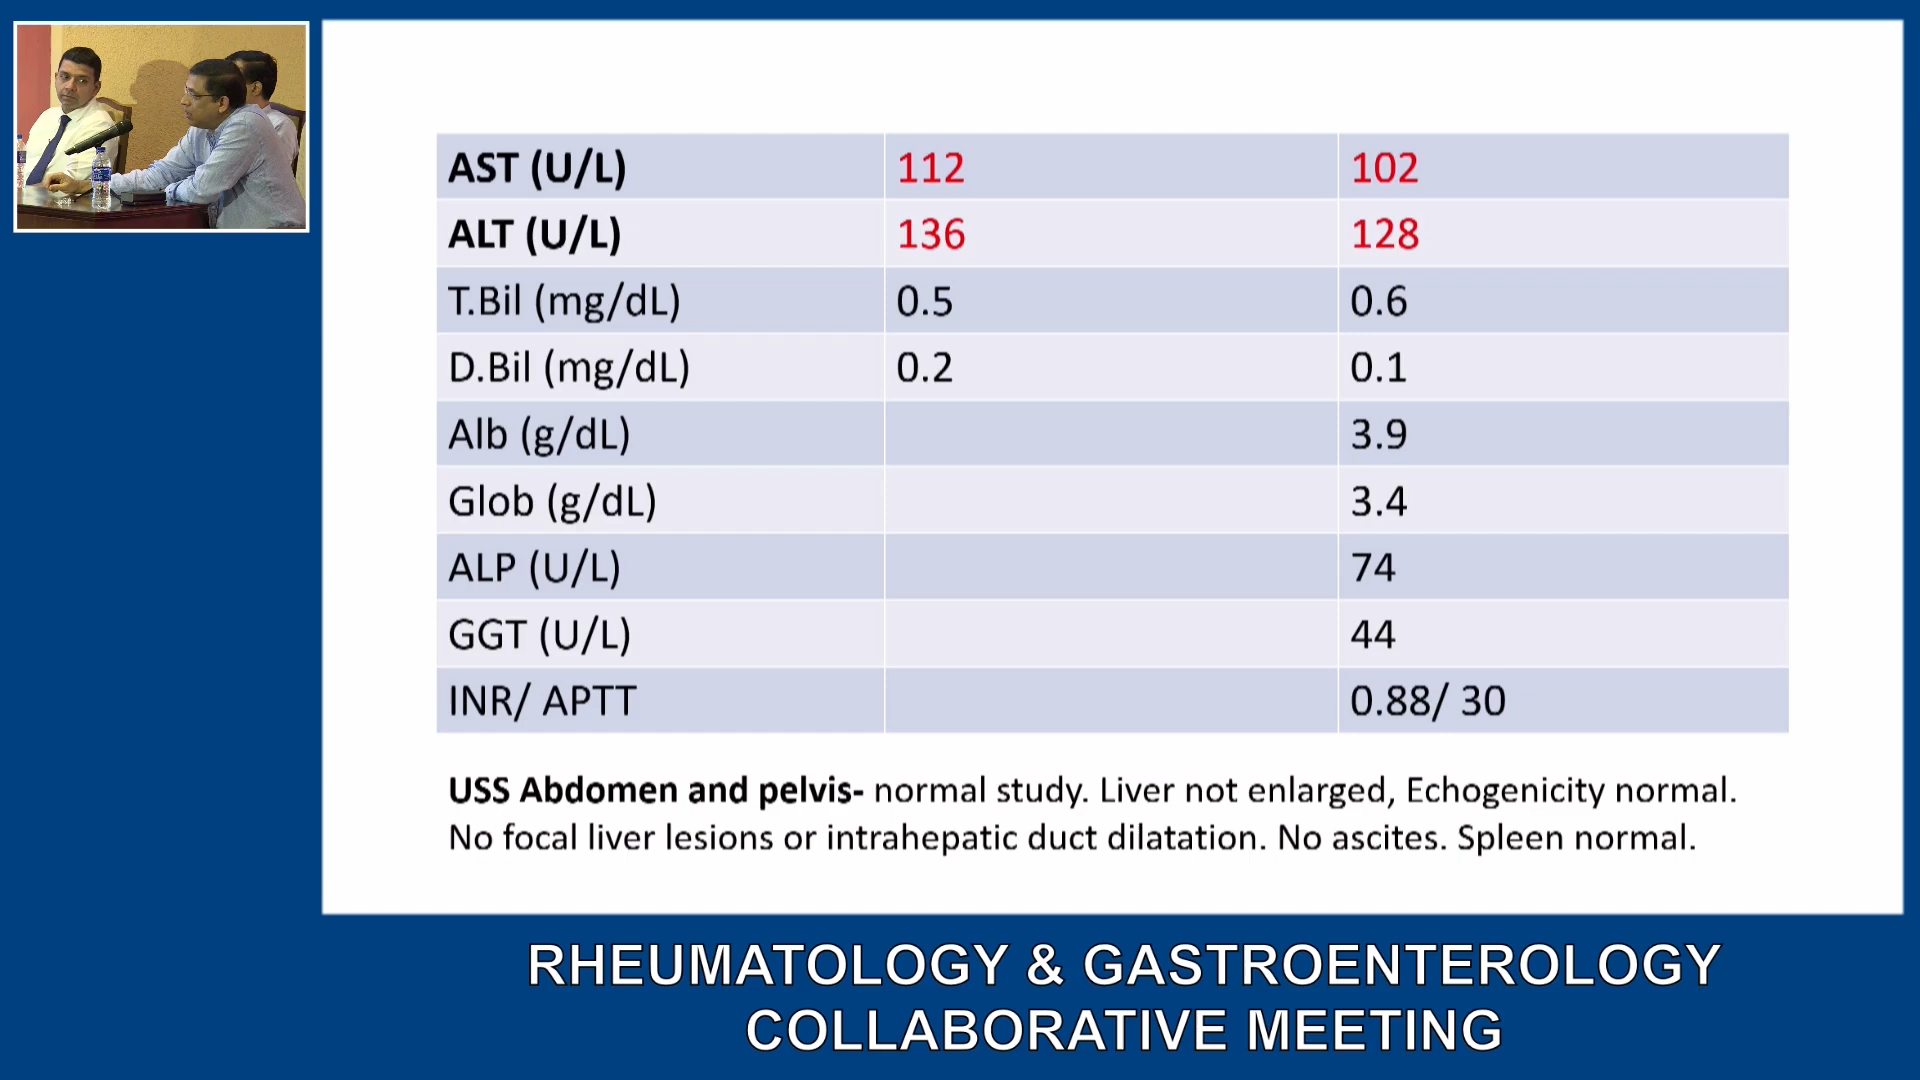 AST (U/L) 112 102
ALT (U/L) 136 128
T.Bil (mg/dL) 0.5 0.6
D.Bil (mg/dL) 0.2 0.1
Alb (g/dL) 3.9
Glob (g/dL) 3.4
ALP (U/L) 74
GGT (U/L) 44
INR/ APTT 0.88/ 30
USS Abdomen and pelvis- normal study. Liver not enlarged, Echogenicity normal.
No focal liver lesions or intrahepatic duct dilatation. No ascites. Spleen normal.
RHEUMATOLOGY & GASTROENTEROLOGY
COLLABORATIVE MEETING